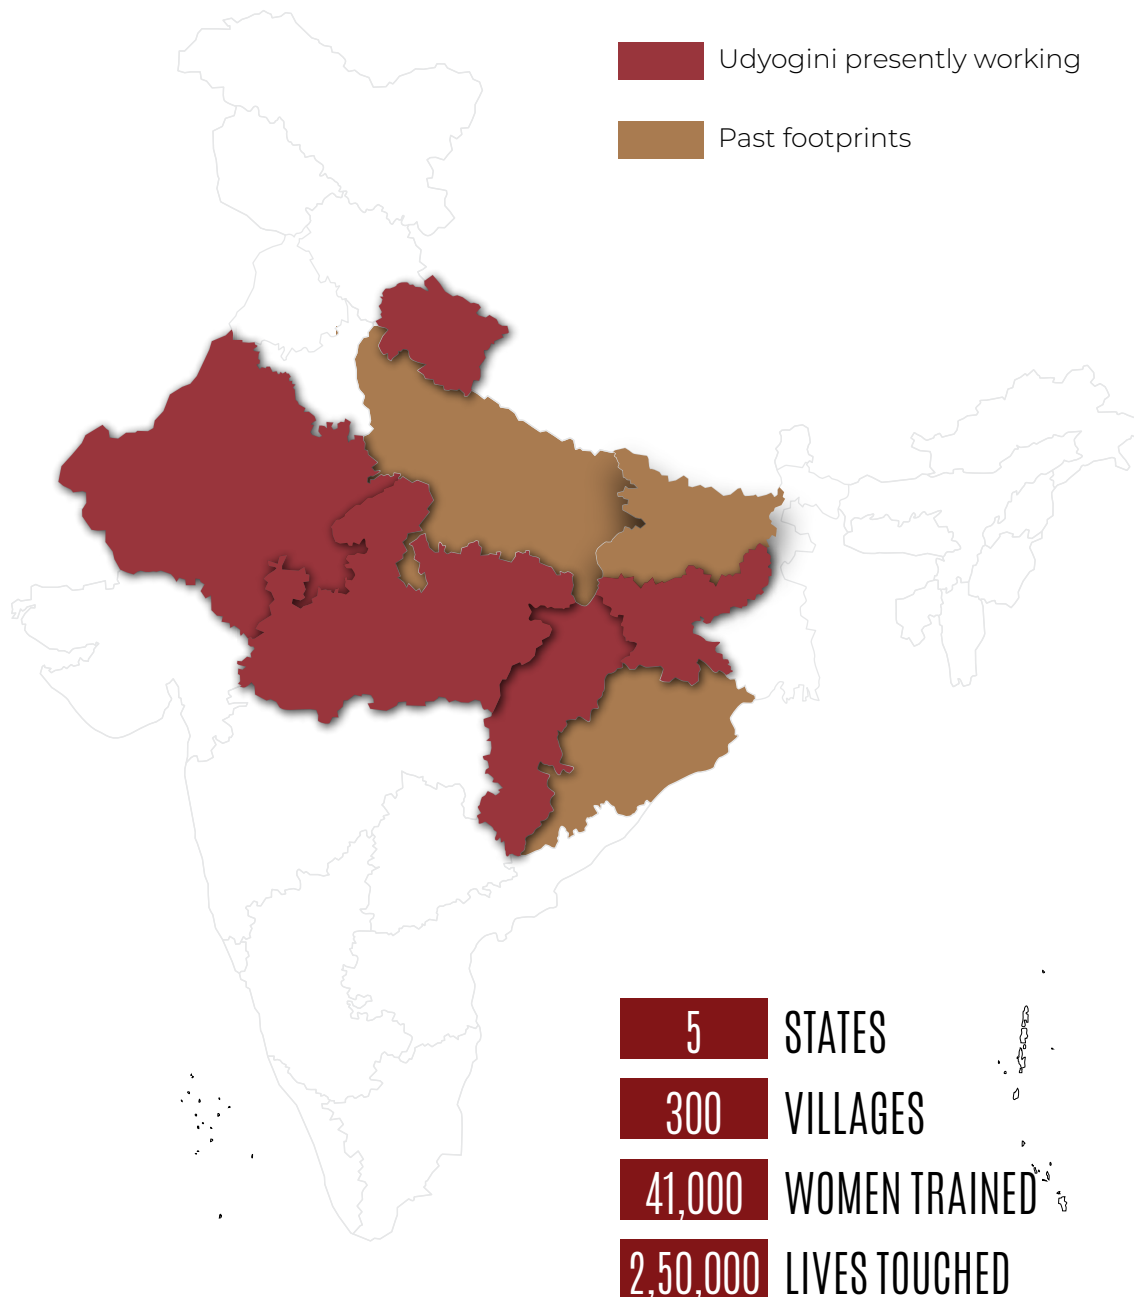 Udyogini presently working
Past footprints
5 STATES
300 VILLAGES
41,000 WOMEN TRAINED
2,50,000 LIVES TOUCHED